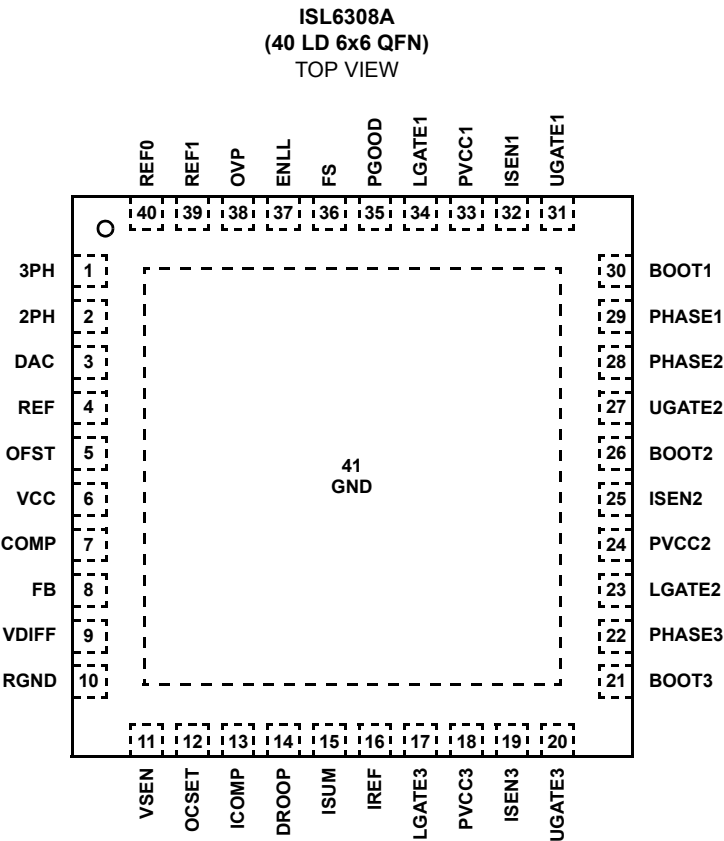 ISL6308A
(40 LD 6x6 QFN)
TOP VIEW
REF0
REF1
OVP
ENLL
FS
PGOOD
LGATE1
PVCC1
ISEN1
UGATE1
40 39 38 37 36 35 34 33 32 31
3PH 1
2PH 2
DAC 3
REF 4
OFST 5
VCC 6
COMP 7
FB 8
VDIFF 9
RGND 10
41
GND
30 BOOT1
29 PHASE1
28 PHASE2
27 UGATE2
26 BOOT2
25 ISEN2
24 PVCC2
23 LGATE2
22 PHASE3
21 BOOT3
11 12 13 14 15 16 17 18 19 20
VSEN
OCSET
ICOMP
DROOP
ISUM
IREF
LGATE3
PVCC3
ISEN3
UGATE3